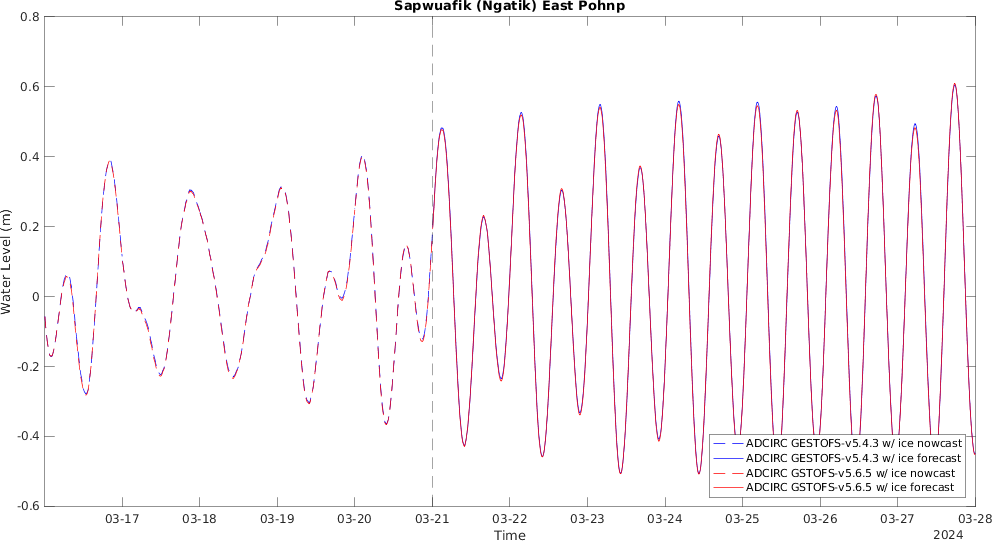 Sapwuafik (Ngatik) East Pohnp
Water Level (m)
0.8
0.6
0.4
0.2
0
-0.2
-0.4
-0.6
ADCIRC GESTOFS-v5.4.3 w/ ice nowcast
ADCIRC GESTOFS-v5.4.3 w/ ice forecast
ADCIRC GSTOFS-v5.6.5 w/ ice nowcast
ADCIRC GSTOFS-v5.6.5 w/ ice forecast
03-17 03-18 03-19 03-20 03-21 03-22 03-23 03-24 03-25 03-26 03-27 03-28
Time
2024